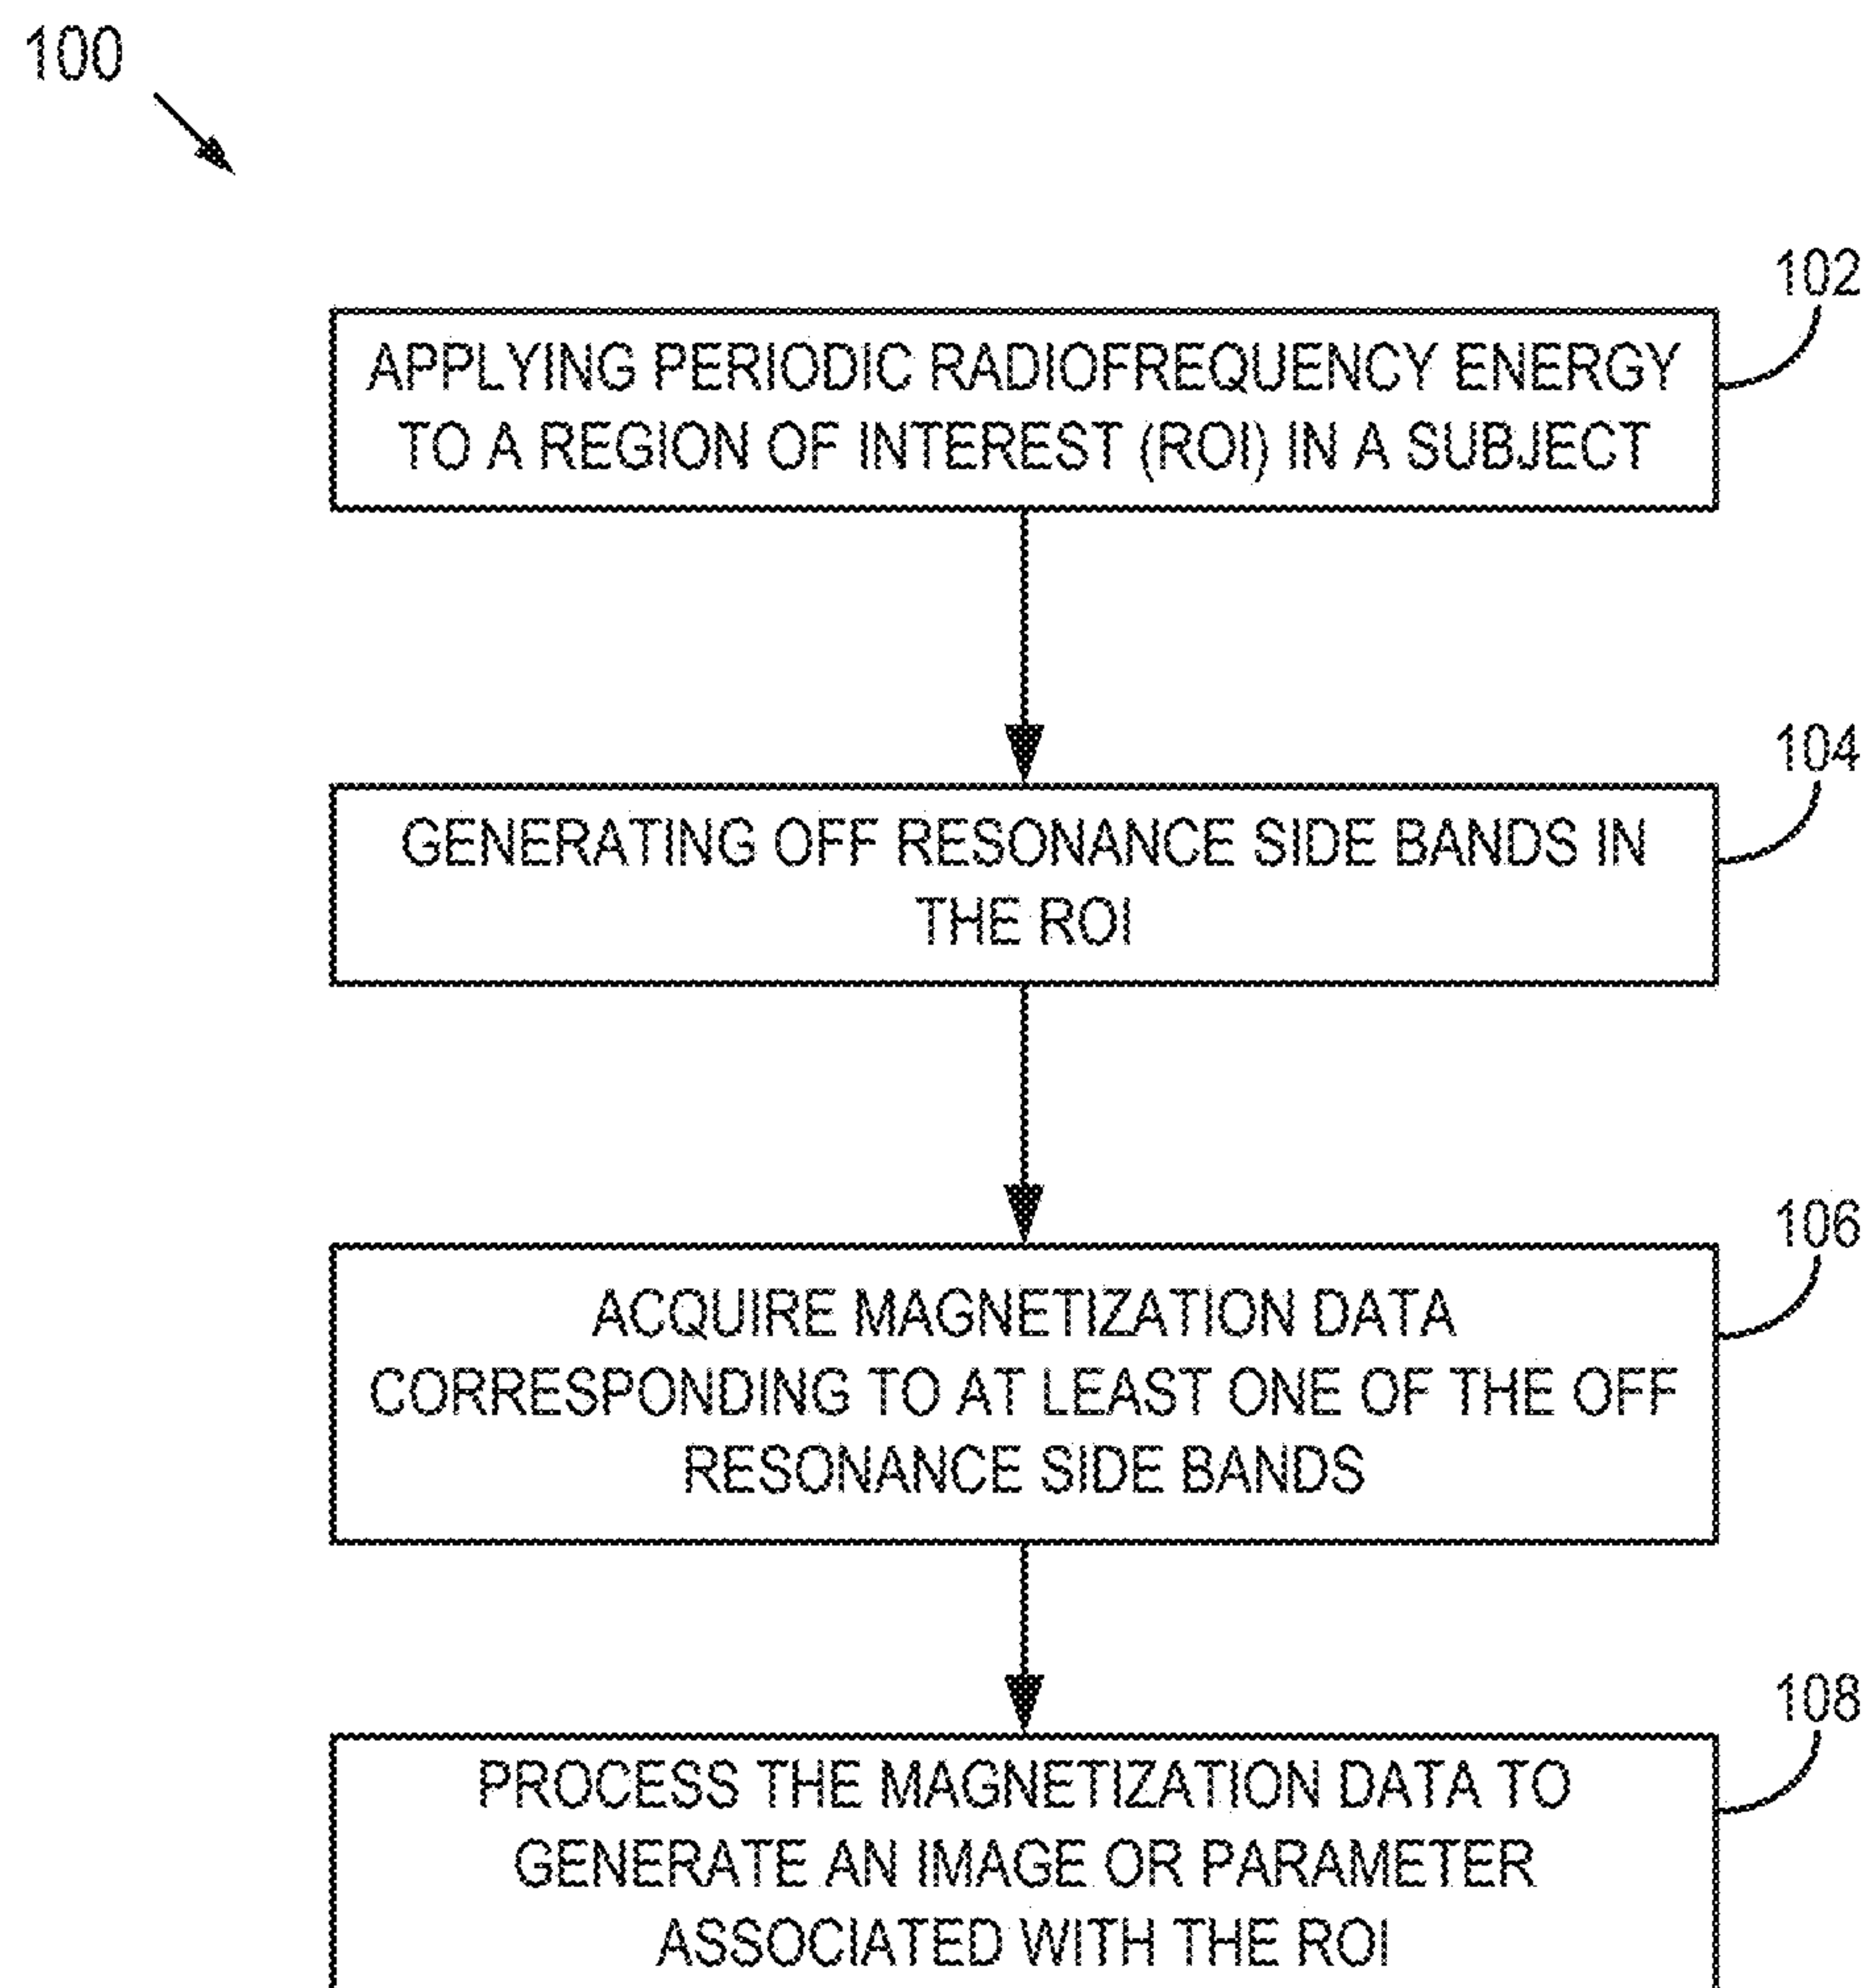 100
102
APPLYING PERIODIC RADIOFREQUENCY ENERGY
TO A REGION OF INTEREST (ROI) IN A SUBJECT
104
GENERATING OFF RESONANCE SIDE BANDS IN
THE ROI
106
ACQUIRE MAGNETIZATION DATA
CORRESPONDING TO AT LEAST ONE OF THE OFF
RESONANCE SIDE BANDS
108
PROCESS THE MAGNETIZATION DATA TO
GENERATE AN IMAGE OR PARAMETER
ASSOCIATED WITH THE ROI